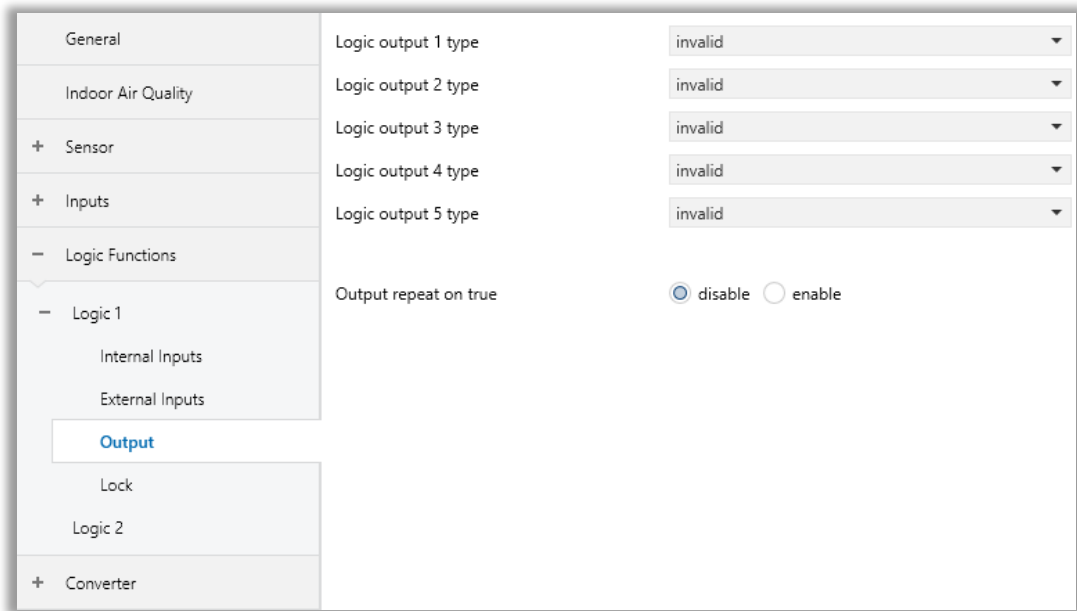 General
Indoor Air Quality
+ Sensor
+ Inputs
− Logic Functions
− Logic 1
Internal Inputs
External Inputs
Output
Lock
Logic 2
+ Converter
Logic output 1 type invalid
Logic output 2 type invalid
Logic output 3 type invalid
Logic output 4 type invalid
Logic output 5 type invalid
Output repeat on true disable enable